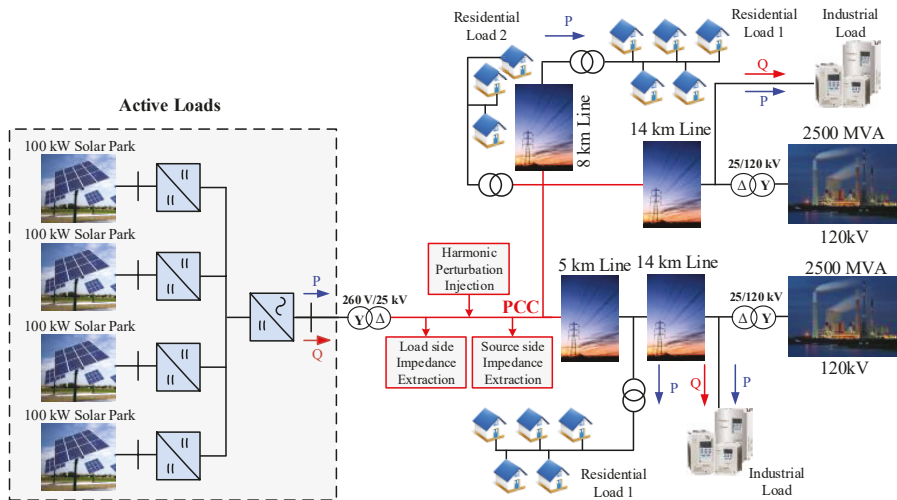 Active Loads
100 kW Solar Park
100 kW Solar Park
100 kW Solar Park
100 kW Solar Park
P
Q
260 V/25 kV
Y Δ
Harmonic
Perturbation
Injection
PCC
Load side
Impedance
Extraction
Source side
Impedance
Extraction
Residential
Load 2
P
Residential
Load 1
Q
P
Industrial
Load
8 km Line
14 km Line
25/120 kV
Δ Y
2500 MVA
120kV
5 km Line
14 km Line
25/120 kV
Δ Y
2500 MVA
120kV
P
Q
P
Residential
Load 1
Industrial
Load